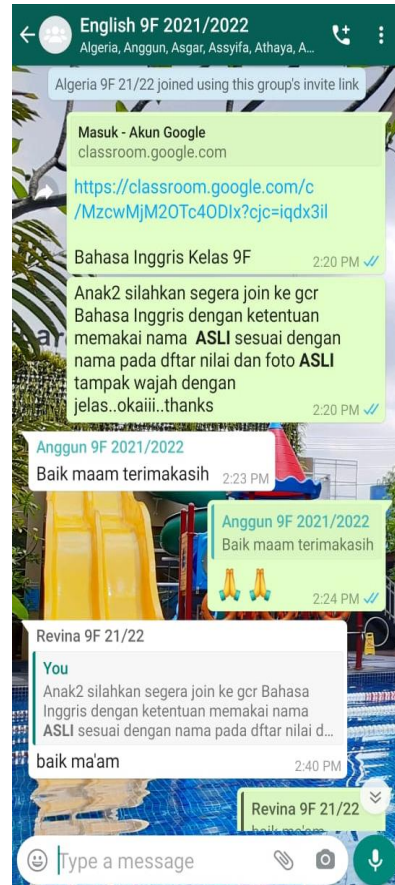 English 9F 2021/2022
Algeria, Anggun, Asgar, Assyifa, Athaya, A...
Algeria 9F 21/22 joined using this group's invite link
Masuk - Akun Google
classroom.google.com
https://classroom.google.com/c
/MzcwMjM2OTc4ODIx?cjc=iqdx3il
Bahasa Inggris Kelas 9F
2:20 PM
Anak2 silahkan segera join ke gcr
Bahasa Inggris dengan ketentuan
memakai nama ASLI sesuai dengan
nama pada dftar nilai dan foto ASLI
tampak wajah dengan
jelas..okaiii..thanks
2:20 PM
Anggun 9F 2021/2022
Baik maam terimakasih 2:23 PM
Anggun 9F 2021/2022
Baik maam terimakasih
2:24 PM
Revina 9F 21/22
You
Anak2 silahkan segera join ke gcr Bahasa
Inggris dengan ketentuan memakai nama
ASLI sesuai dengan nama pada dftar nilai d...
baik ma'am
2:40 PM
Revina 9F 21/22
baik ma'am
Type a message